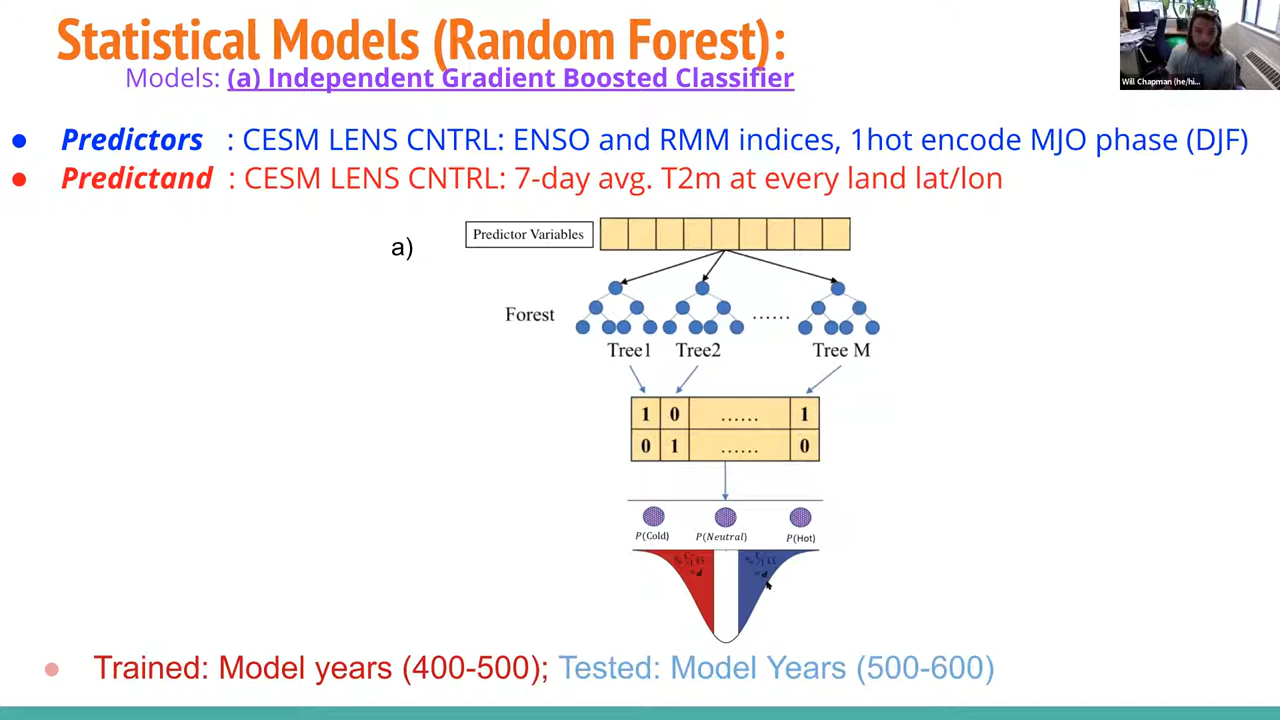 Statistical Models (Random Forest):
Models: (a) Independent Gradient Boosted Classifier
Will Chapman (he/hi...
● Predictors : CESM LENS CNTRL: ENSO and RMM indices, 1hot encode MJO phase (DJF)
● Predictand : CESM LENS CNTRL: 7-day avg. T2m at every land lat/lon
a)
Predictor Variables
Forest
......
Tree1 Tree2 Tree M
1 0 ...... 1
0 1 ...... 0
P(Cold) P(Neutral) P(Hot)
● Trained: Model years (400-500); Tested: Model Years (500-600)